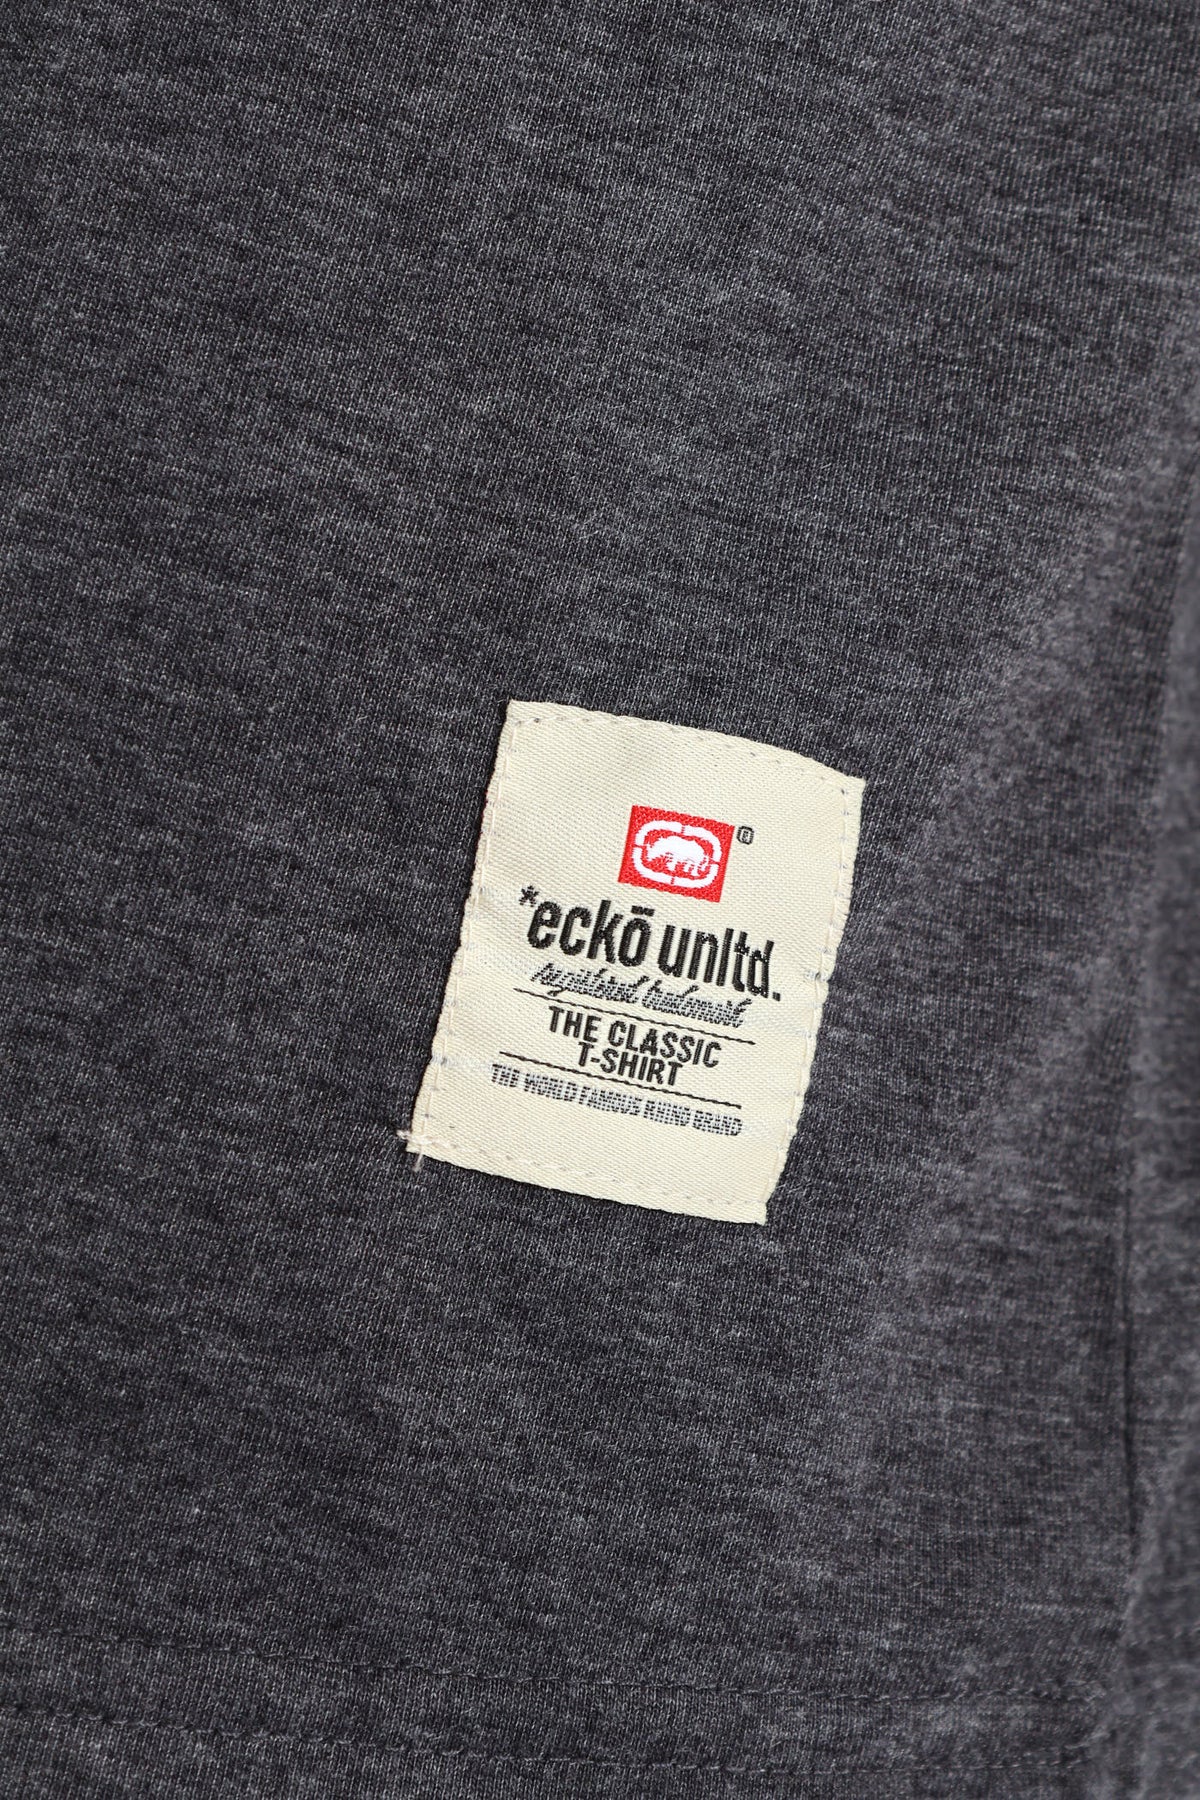 ®
*eckō unltd.
registered trademark
THE CLASSIC
T-SHIRT
THE WORLD FAMOUS RHINO BRAND